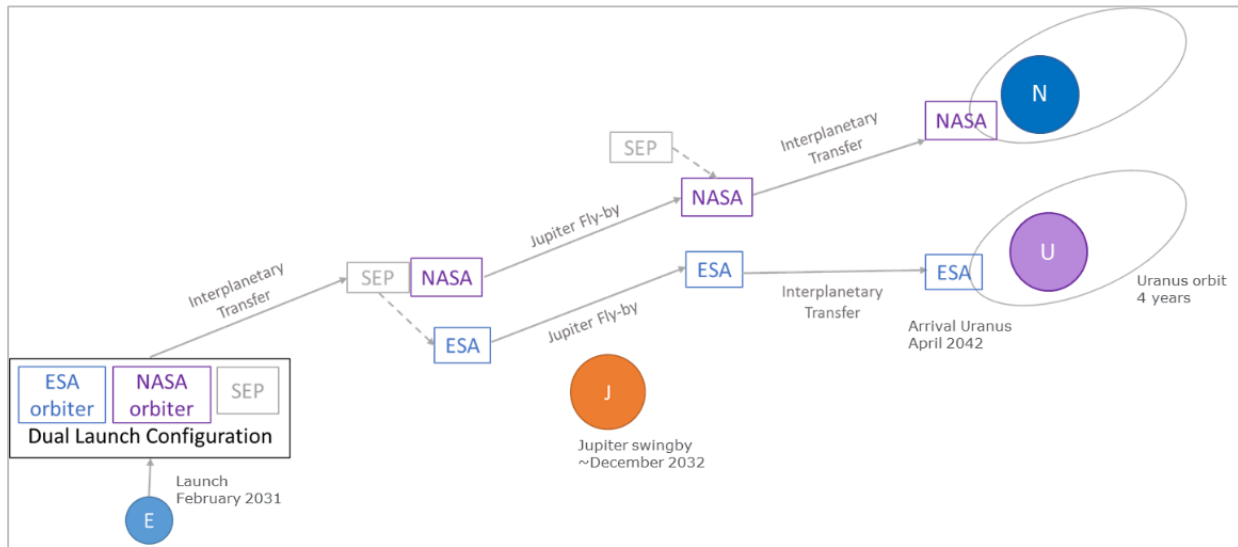 N
NASA
Interplanetary
Transfer
SEP
NASA
Jupiter Fly-by
U
ESA
Uranus orbit
4 years
Arrival Uranus
April 2042
Interplanetary
Transfer
ESA
Jupiter Fly-by
SEP
NASA
ESA
Interplanetary
Transfer
ESA
orbiter
NASA
orbiter
SEP
Dual Launch Configuration
J
Jupiter swingby
~December 2032
Launch
February 2031
E